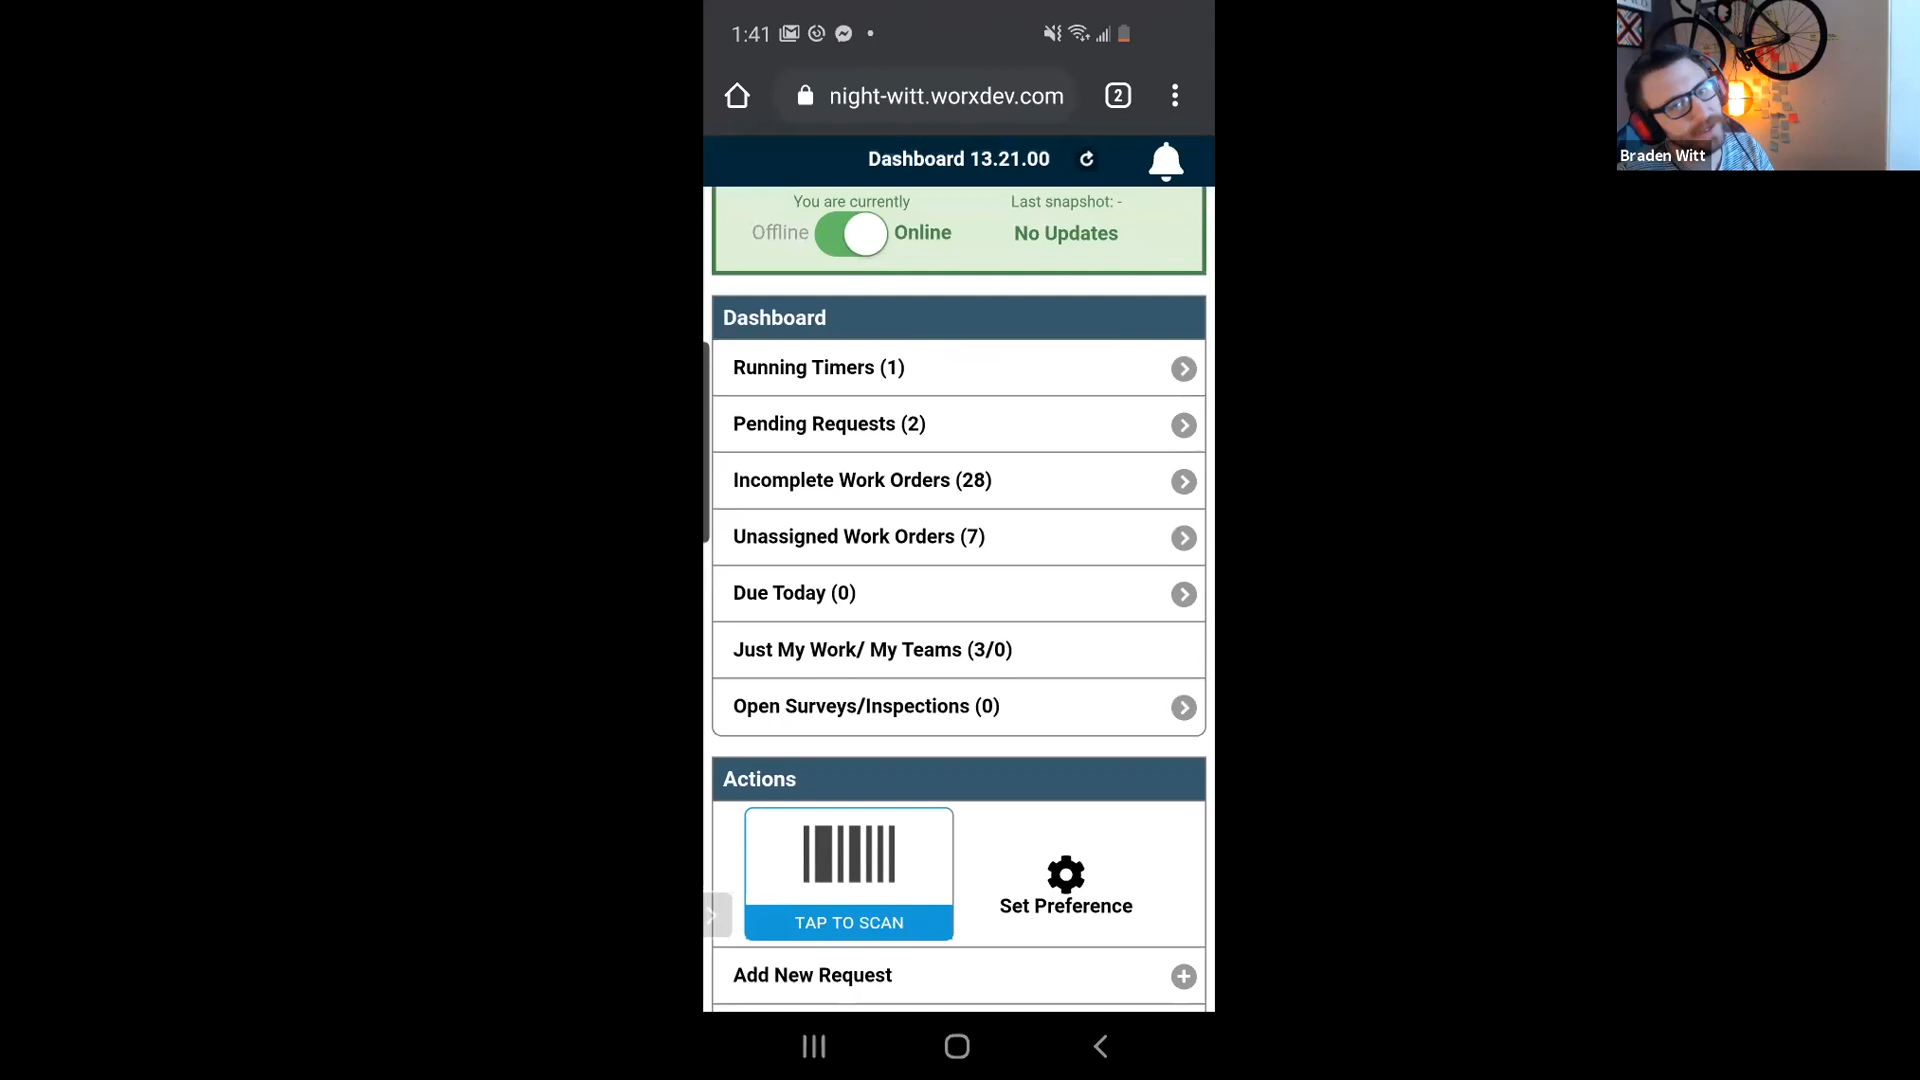 1:41
night-witt.worxdev.com
2
Dashboard 13.21.00
You are currently
Offline
Online
Last snapshot: -
No Updates
Dashboard
Running Timers (1)
Pending Requests (2)
Incomplete Work Orders (28)
Unassigned Work Orders (7)
Due Today (0)
Just My Work/ My Teams (3/0)
Open Surveys/Inspections (0)
Actions
TAP TO SCAN
Set Preference
Add New Request
Braden Witt